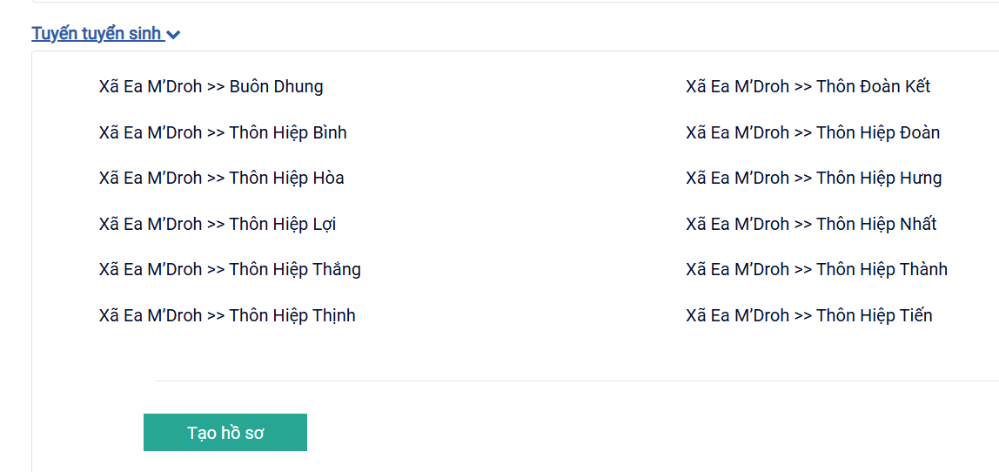 Tuyến tuyển sinh
Xã Ea M’Droh >> Buôn Dhung
Xã Ea M’Droh >> Thôn Đoàn Kết
Xã Ea M’Droh >> Thôn Hiệp Bình
Xã Ea M’Droh >> Thôn Hiệp Đoàn
Xã Ea M’Droh >> Thôn Hiệp Hòa
Xã Ea M’Droh >> Thôn Hiệp Hưng
Xã Ea M’Droh >> Thôn Hiệp Lợi
Xã Ea M’Droh >> Thôn Hiệp Nhất
Xã Ea M’Droh >> Thôn Hiệp Thắng
Xã Ea M’Droh >> Thôn Hiệp Thành
Xã Ea M’Droh >> Thôn Hiệp Thịnh
Xã Ea M’Droh >> Thôn Hiệp Tiến
Tạo hồ sơ